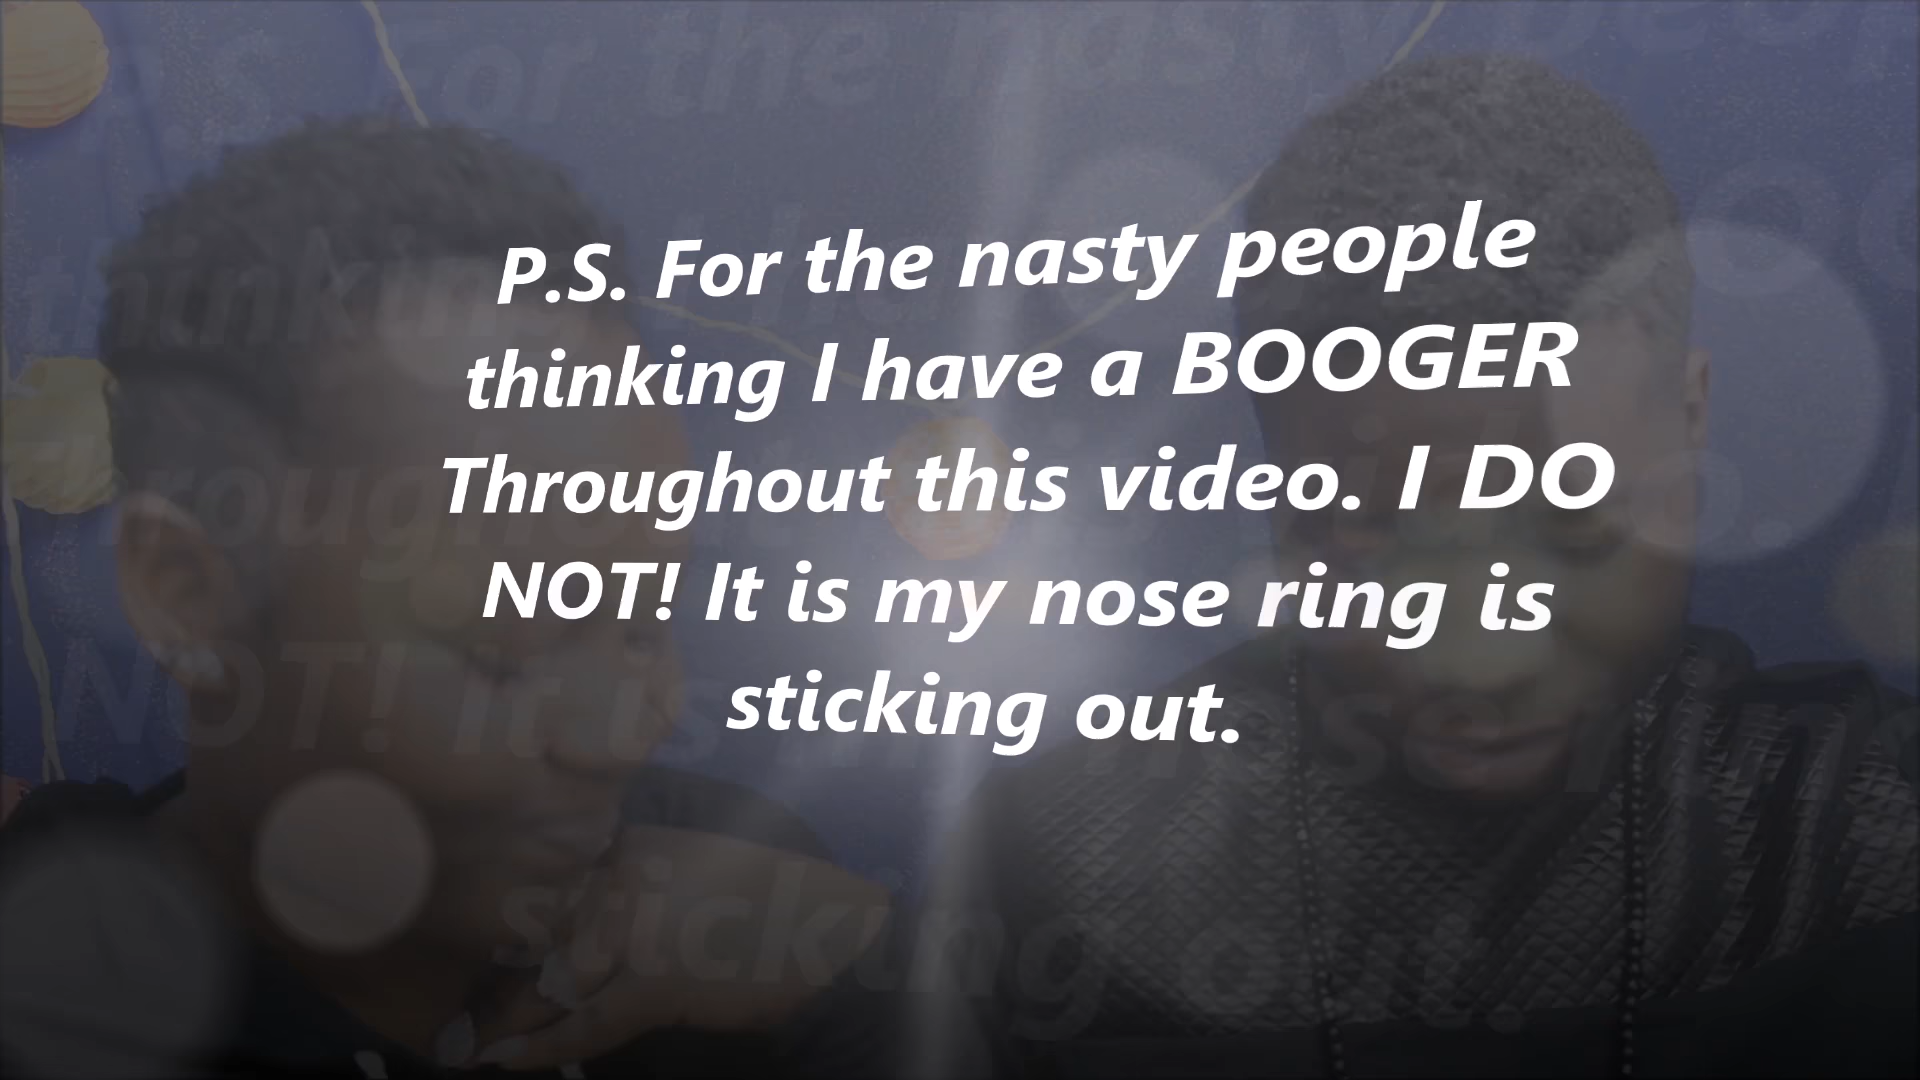 P.S. For the nasty people
thinking I have a BOOGER
Throughout this video. I DO
NOT! It is my nose ring is
sticking out.